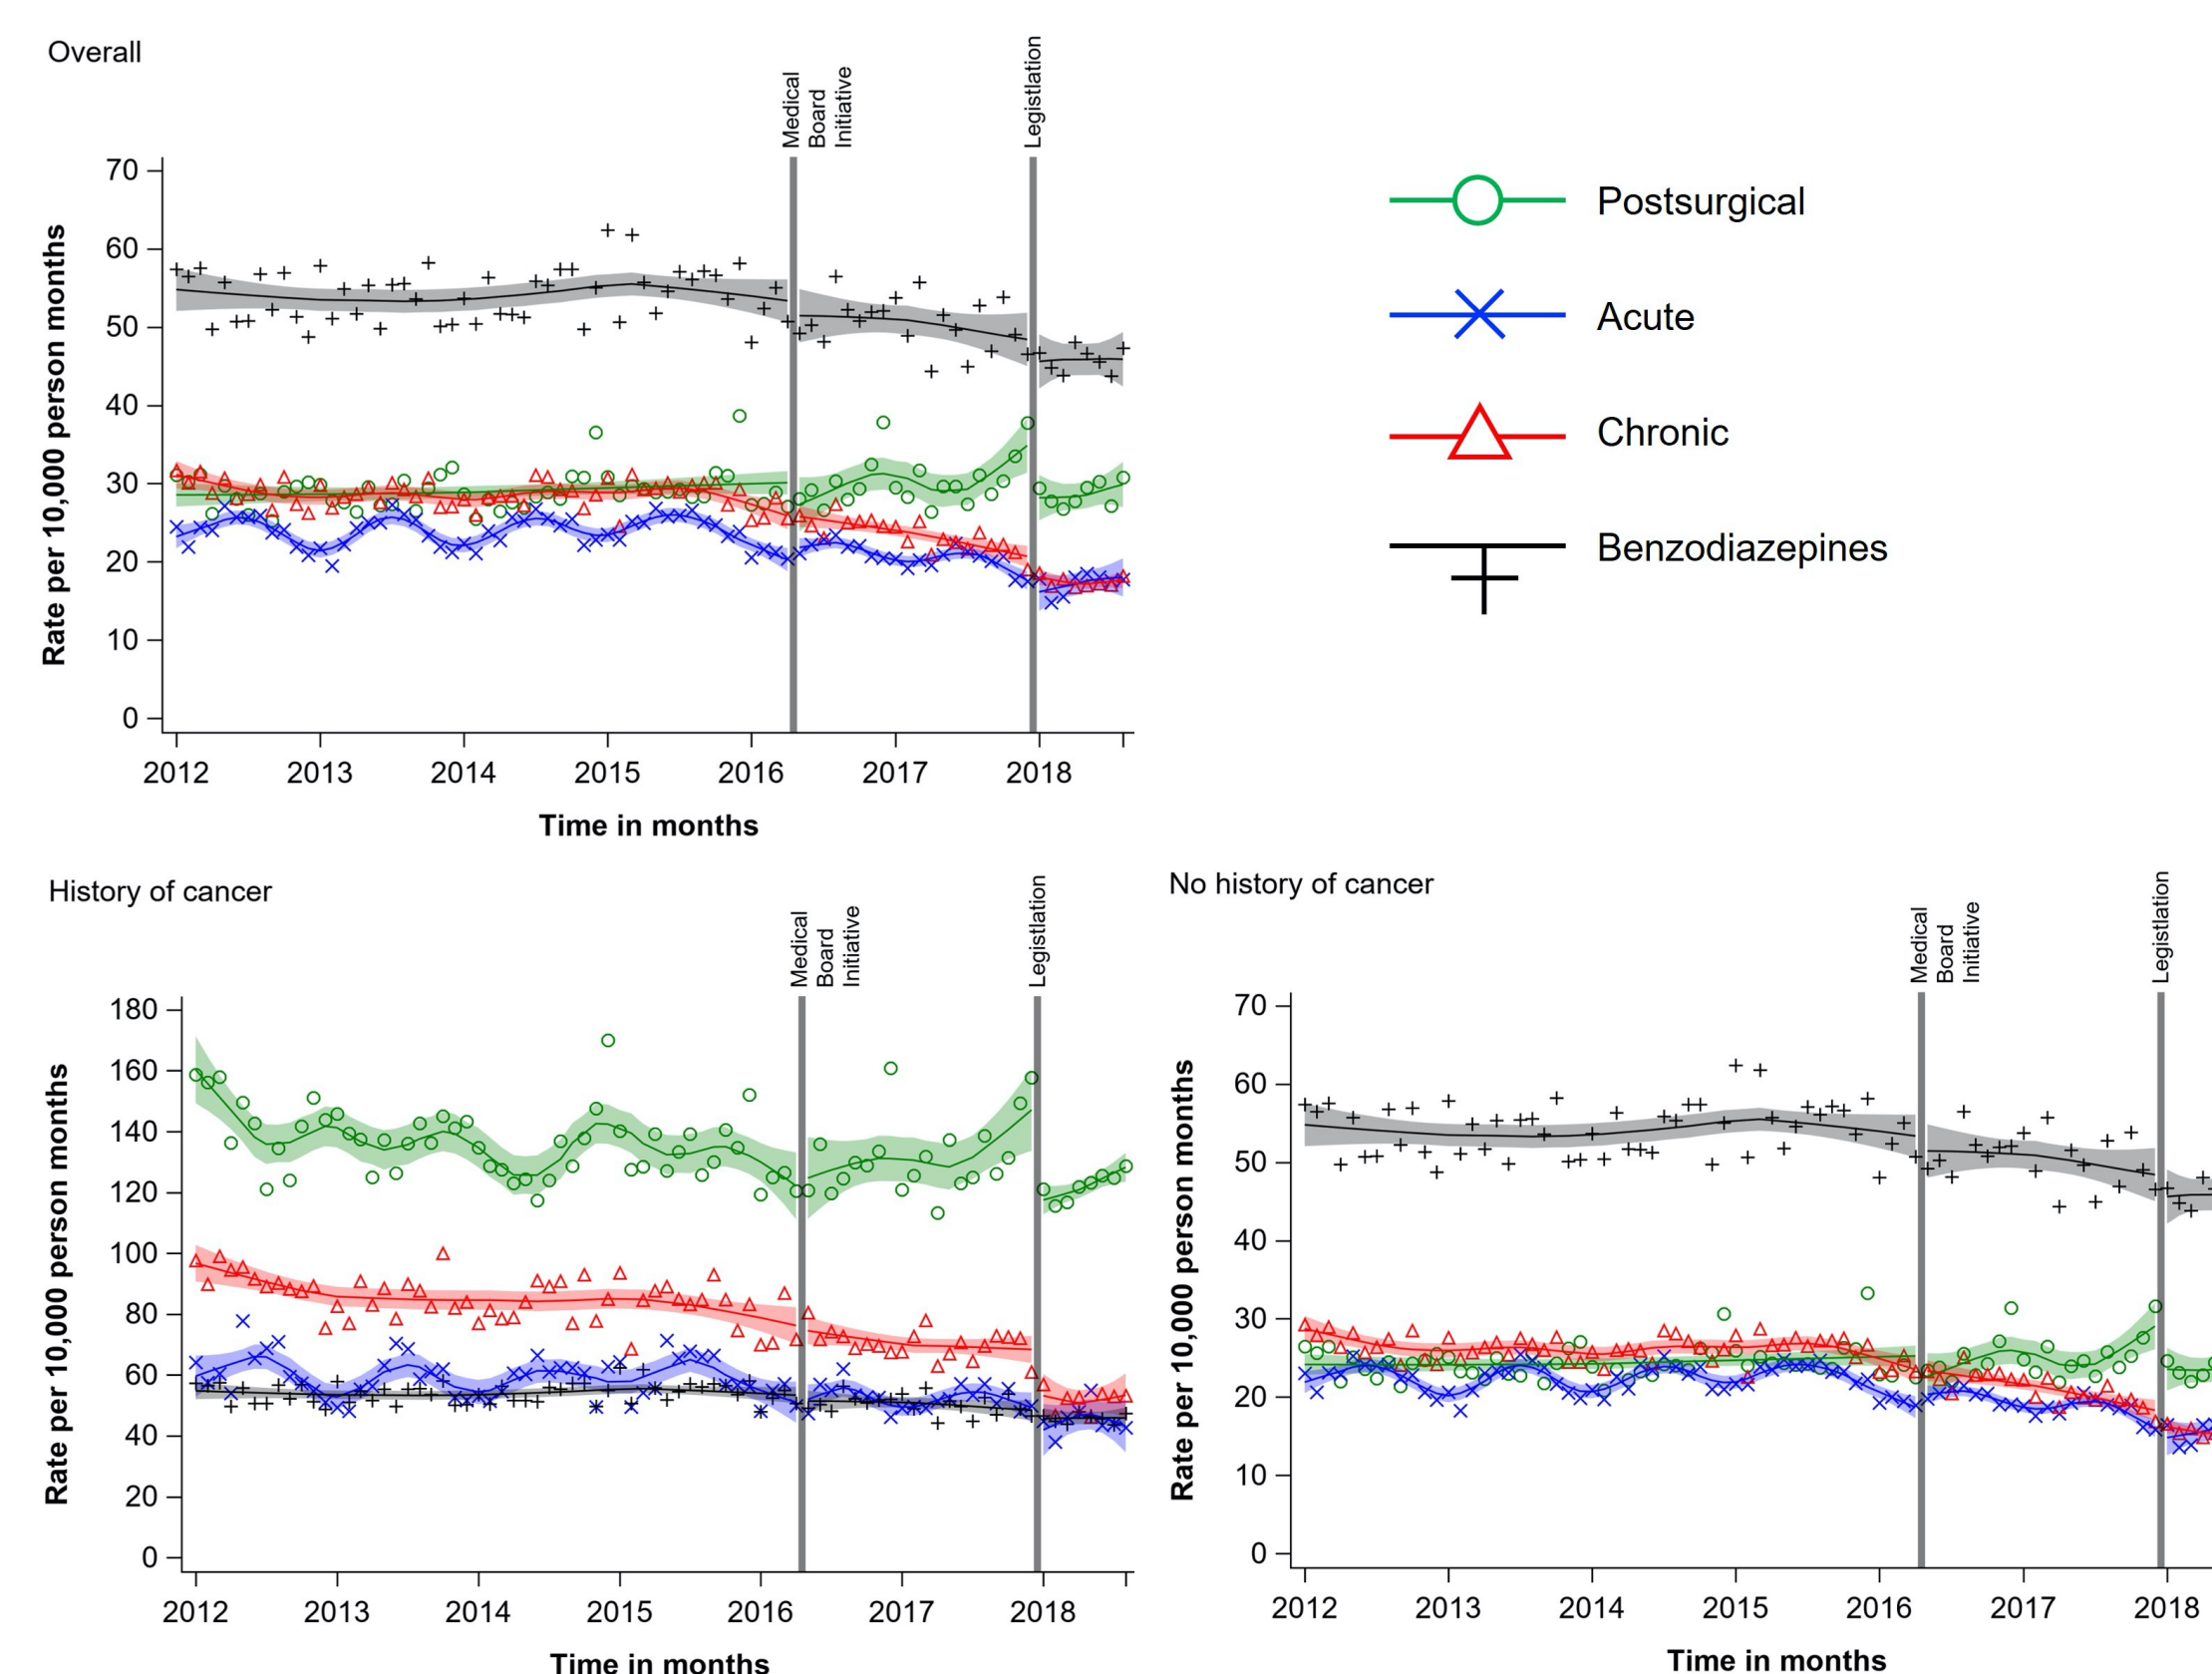 Overall
Medical
Board
Initiative
Legistlation
Rate per 10,000 person months
70
60
50
40
30
20
10
0
2012 2013 2014 2015 2016 2017 2018
Time in months
Postsurgical
Acute
Chronic
Benzodiazepines
History of cancer
Medical
Board
Initiative
Legistlation
Rate per 10,000 person months
180
160
140
120
100
80
60
40
20
0
2012 2013 2014 2015 2016 2017 2018
Time in months
No history of cancer
Medical
Board
Initiative
Legistlation
Rate per 10,000 person months
70
60
50
40
30
20
10
0
2012 2013 2014 2015 2016 2017 2018
Time in months